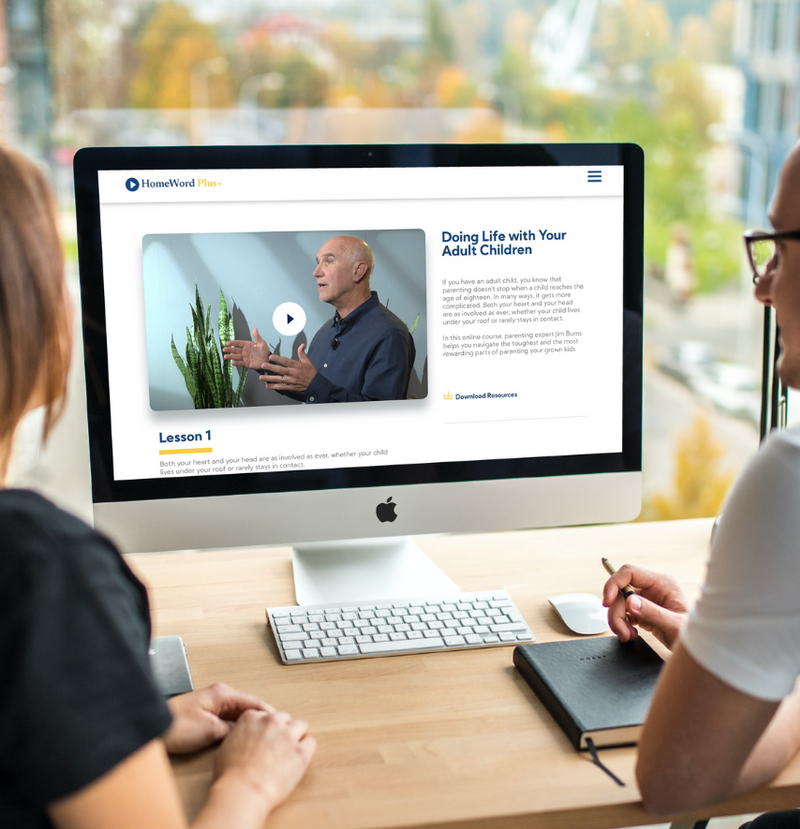 HomeWord Plus+
Doing Life with Your
Adult Children
If you have an adult child, you know that
parenting doesn't stop when a child reaches the
age of eighteen. In many ways, it gets more
complicated. Both your heart and your head
are as involved as ever, whether your child lives
under your roof or rarely stays in contact.
In this online course, parenting expert Jim Burns
helps you navigate the toughest and the most
rewarding parts of parenting your grown kids
Download Resources
Lesson 1
Both your heart and your head are as involved as ever, whether your child
lives under your roof or rarely stays in contact.